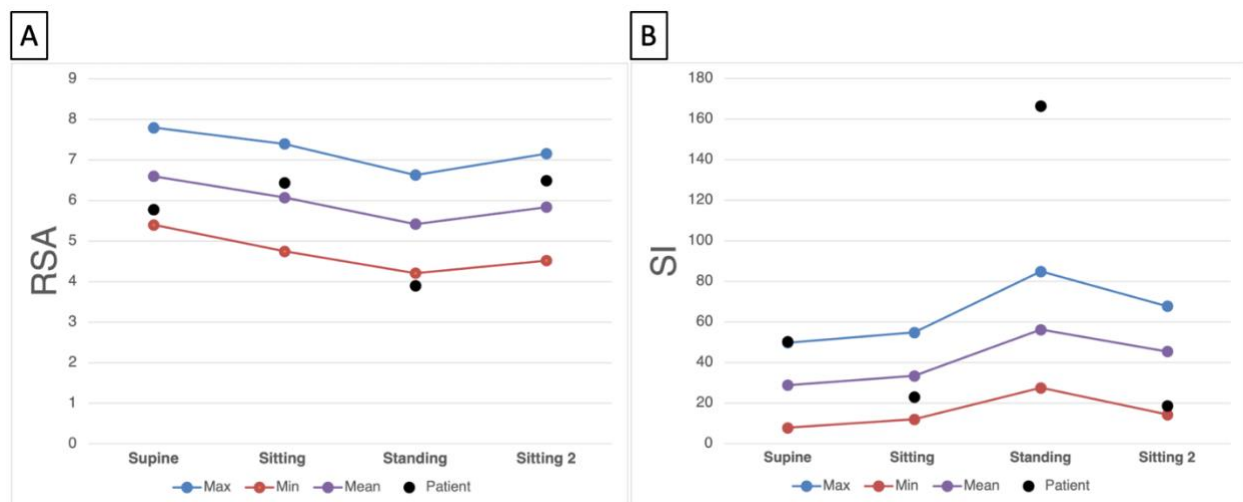 A
RSA
9
8
7
6
5
4
3
2
1
0
Supine Sitting Standing Sitting 2
Max Min Mean Patient
B
SI
180
160
140
120
100
80
60
40
20
0
Supine Sitting Standing Sitting 2
Max Min Mean Patient